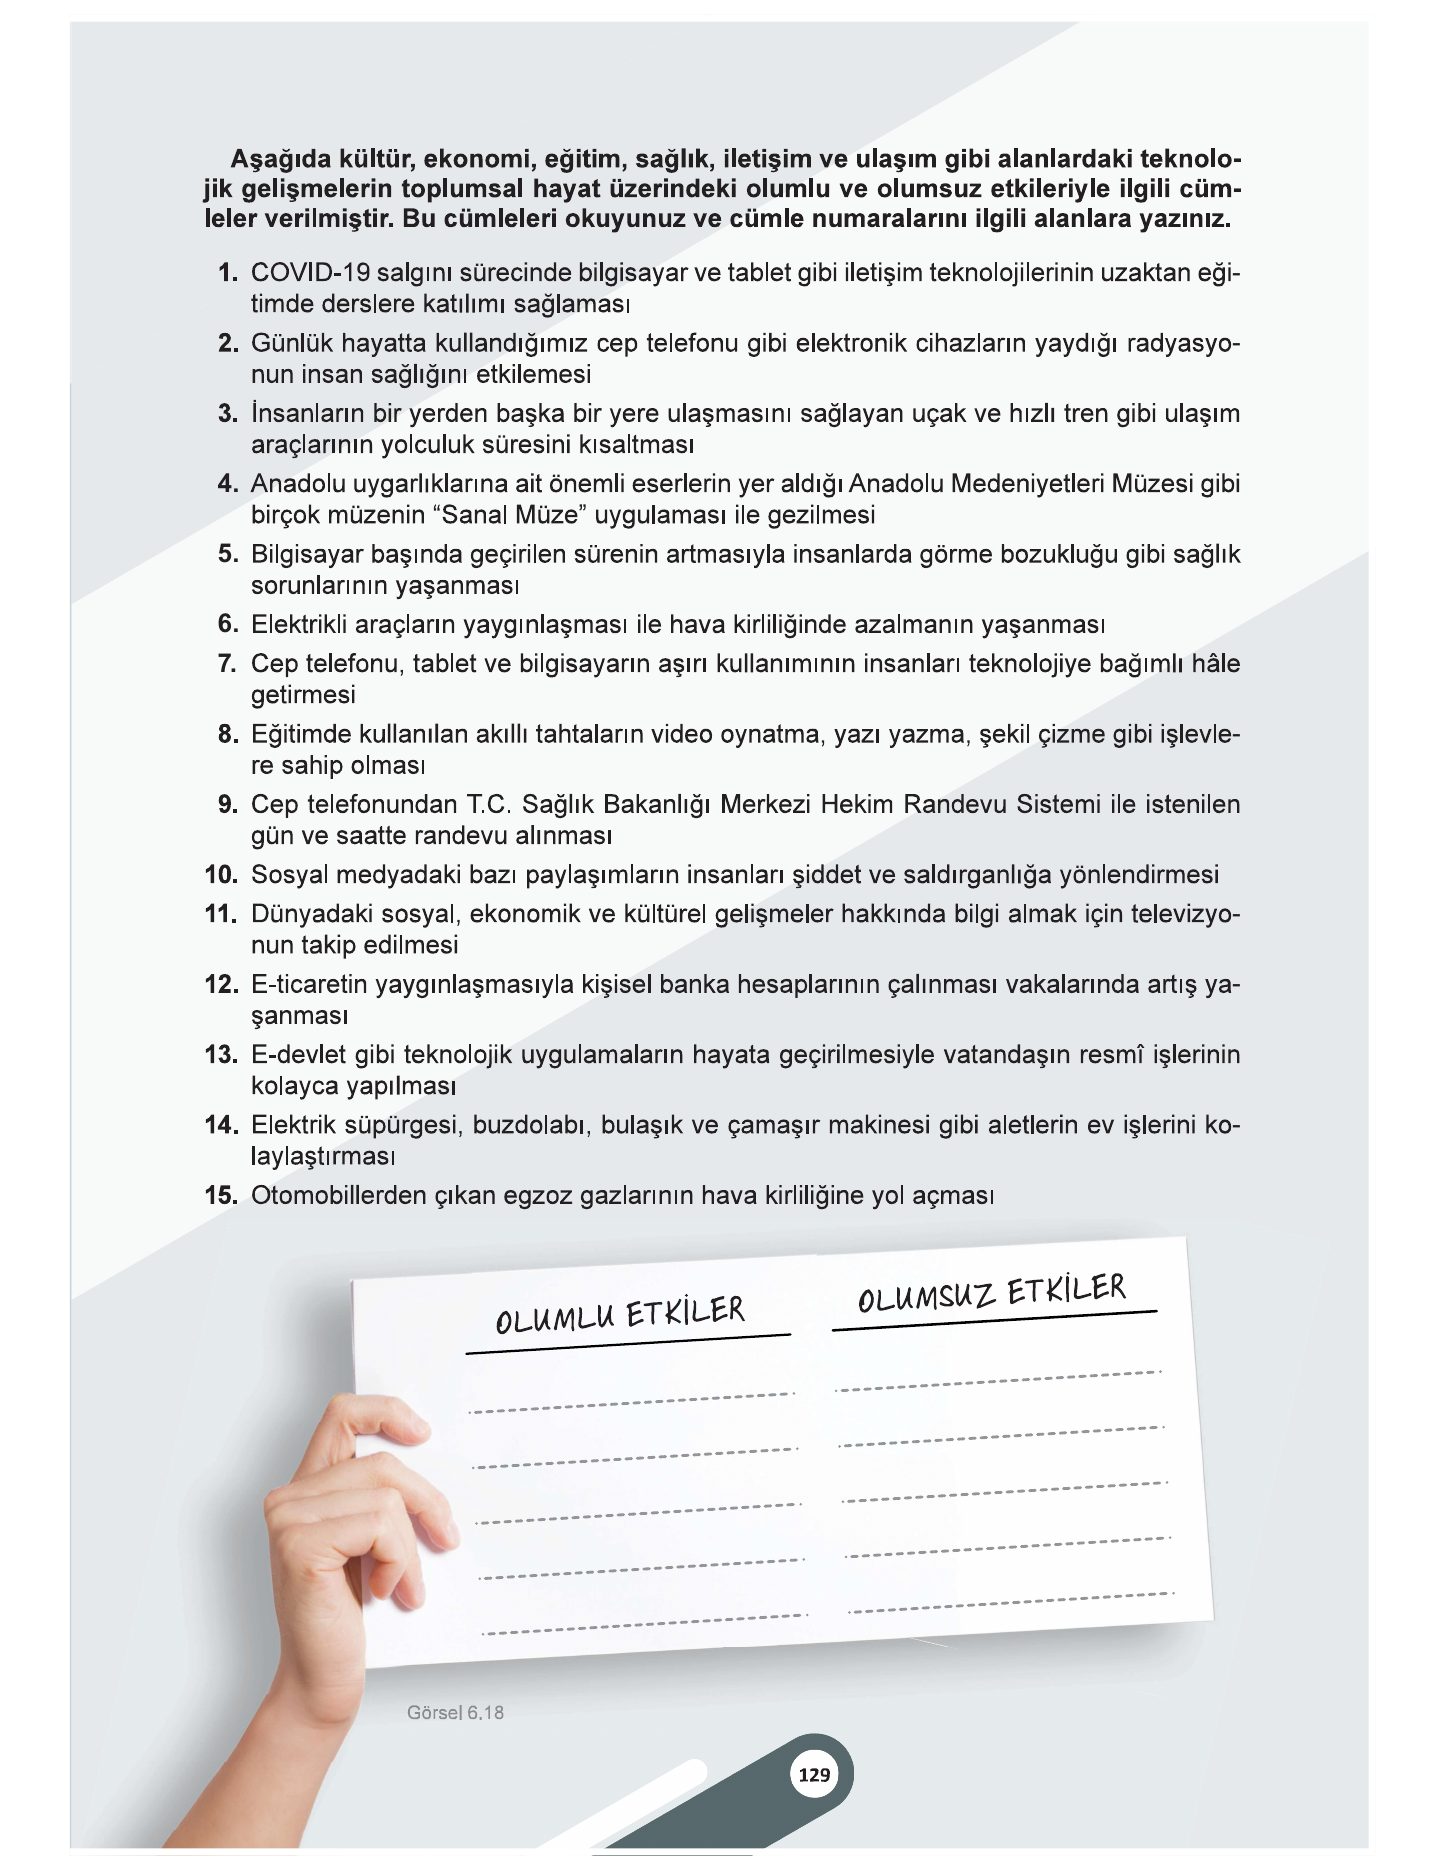 Aşağıda kültür, ekonomi, eğitim, sağlık, iletişim ve ulaşım gibi alanlardaki teknolo-
jik gelişmelerin toplumsal hayat üzerindeki olumlu ve olumsuz etkileriyle ilgili cüm-
leler verilmiştir. Bu cümleleri okuyunuz ve cümle numaralarını ilgili alanlara yazınız.
1. COVID-19 salgını sürecinde bilgisayar ve tablet gibi iletişim teknolojilerinin uzaktan eği-
timde derslere katılımı sağlaması
2. Günlük hayatta kullandığımız cep telefonu gibi elektronik cihazların yaydığı radyasyo-
nun insan sağlığını etkilemesi
3. İnsanların bir yerden başka bir yere ulaşmasını sağlayan uçak ve hızlı tren gibi ulaşım
araçlarının yolculuk süresini kısaltması
4. Anadolu uygarlıklarına ait önemli eserlerin yer aldığı Anadolu Medeniyetleri Müzesi gibi
birçok müzenin “Sanal Müze” uygulaması ile gezilmesi
5. Bilgisayar başında geçirilen sürenin artmasıyla insanlarda görme bozukluğu gibi sağlık
sorunlarının yaşanması
6. Elektrikli araçların yaygınlaşması ile hava kirliliğinde azalmanın yaşanması
7. Cep telefonu, tablet ve bilgisayarın aşırı kullanımının insanları teknolojiye bağımlı hâle
getirmesi
8. Eğitimde kullanılan akıllı tahtaların video oynatma, yazı yazma, şekil çizme gibi işlevle-
re sahip olması
9. Cep telefonundan T.C. Sağlık Bakanlığı Merkezi Hekim Randevu Sistemi ile istenilen
gün ve saatte randevu alınması
10. Sosyal medyadaki bazı paylaşımların insanları şiddet ve saldırganlığa yönlendirmesi
11. Dünyadaki sosyal, ekonomik ve kültürel gelişmeler hakkında bilgi almak için televizyo-
nun takip edilmesi
12. E-ticaretin yaygınlaşmasıyla kişisel banka hesaplarının çalınması vakalarında artış ya-
şanması
13. E-devlet gibi teknolojik uygulamaların hayata geçirilmesiyle vatandaşın resmî işlerinin
kolayca yapılması
14. Elektrik süpürgesi, buzdolabı, bulaşık ve çamaşır makinesi gibi aletlerin ev işlerini ko-
laylaştırması
15. Otomobillerden çıkan egzoz gazlarının hava kirliliğine yol açması
OLUMLU ETKİLER
OLUMSUZ ETKİLER
Görsel 6.18
129